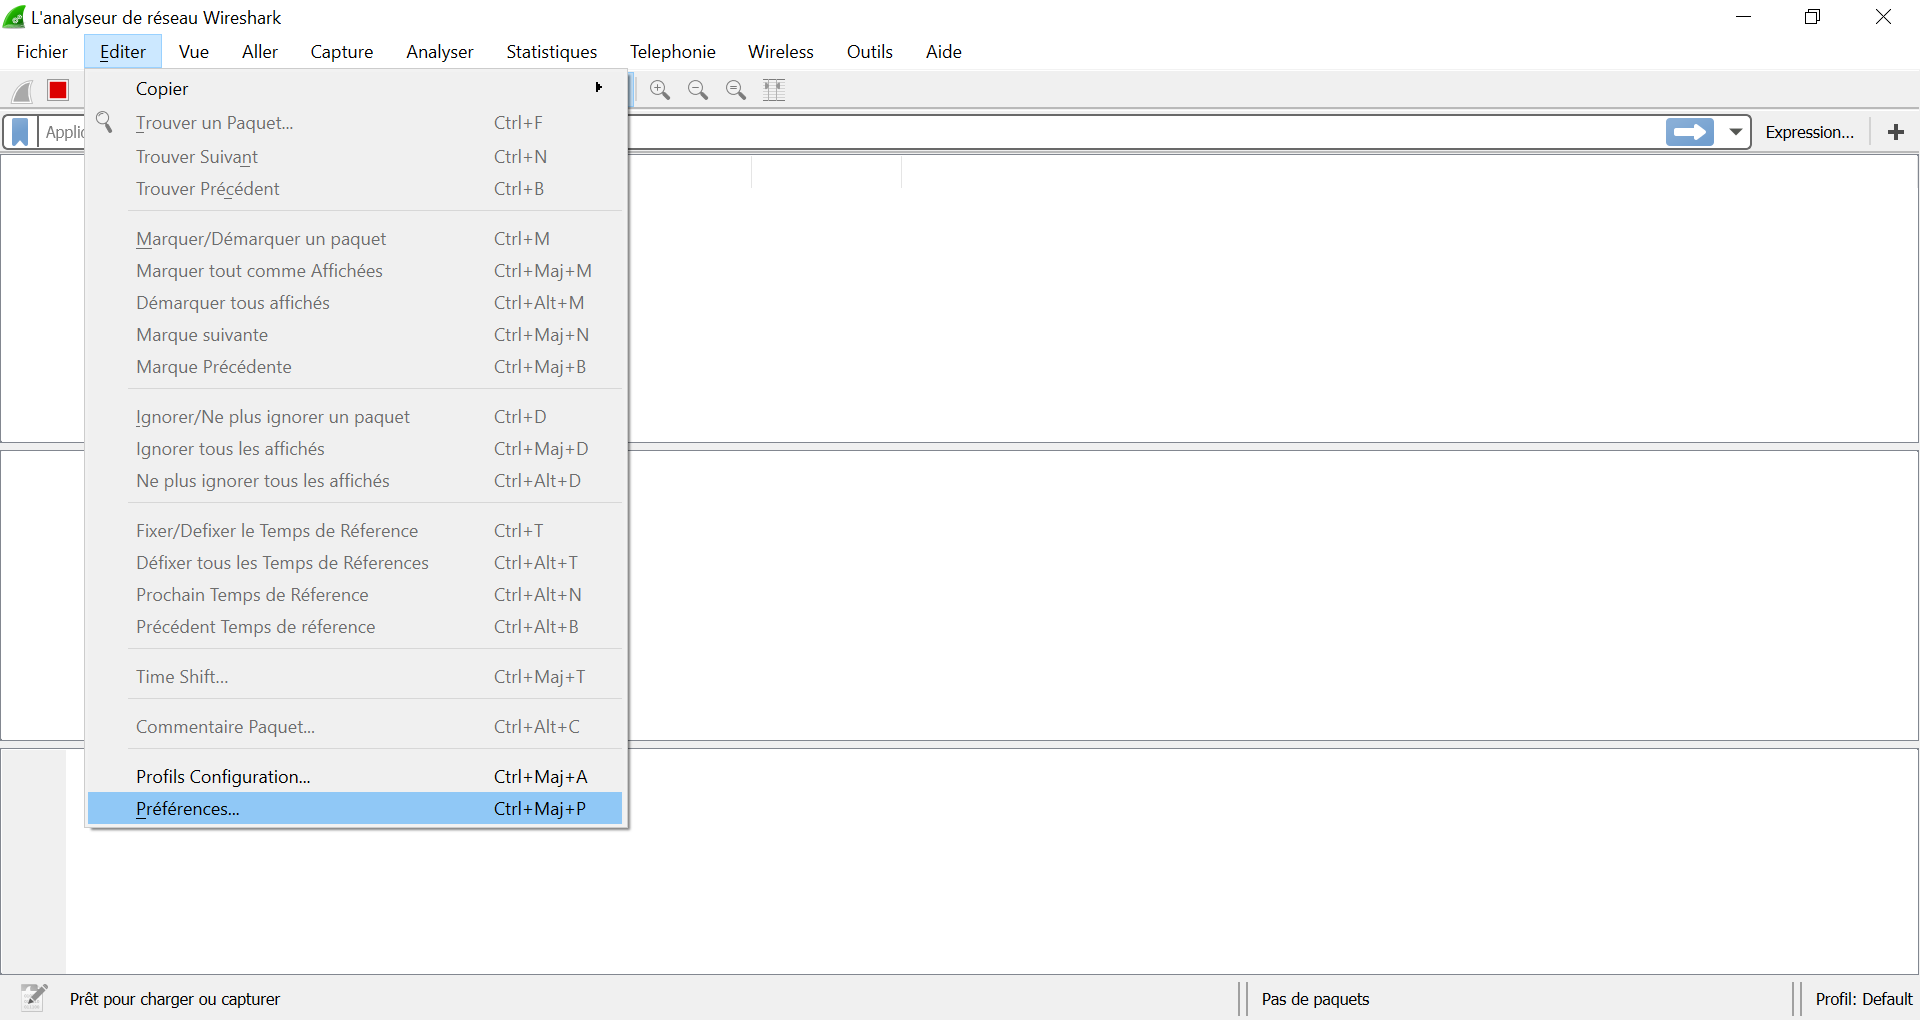 L'analyseur de réseau Wireshark
Fichier Editer Vue Aller Capture Analyser Statistiques Telephonie Wireless Outils Aide
Copier
Trouver un Paquet... Ctrl+F
Applic Expression... +
Trouver Suivant Ctrl+N
Trouver Précédent Ctrl+B
Marquer/Démarquer un paquet Ctrl+M
Marquer tout comme Affichées Ctrl+Maj+M
Démarquer tous affichés Ctrl+Alt+M
Marque suivante Ctrl+Maj+N
Marque Précédente Ctrl+Maj+B
Ignorer/Ne plus ignorer un paquet Ctrl+D
Ignorer tous les affichés Ctrl+Maj+D
Ne plus ignorer tous les affichés Ctrl+Alt+D
Fixer/Defixer le Temps de Réference Ctrl+T
Défixer tous les Temps de Réferences Ctrl+Alt+T
Prochain Temps de Réference Ctrl+Alt+N
Précédent Temps de réference Ctrl+Alt+B
Time Shift... Ctrl+Maj+T
Commentaire Paquet... Ctrl+Alt+C
Profils Configuration... Ctrl+Maj+A
Préférences... Ctrl+Maj+P
Prêt pour charger ou capturer Pas de paquets Profil: Default